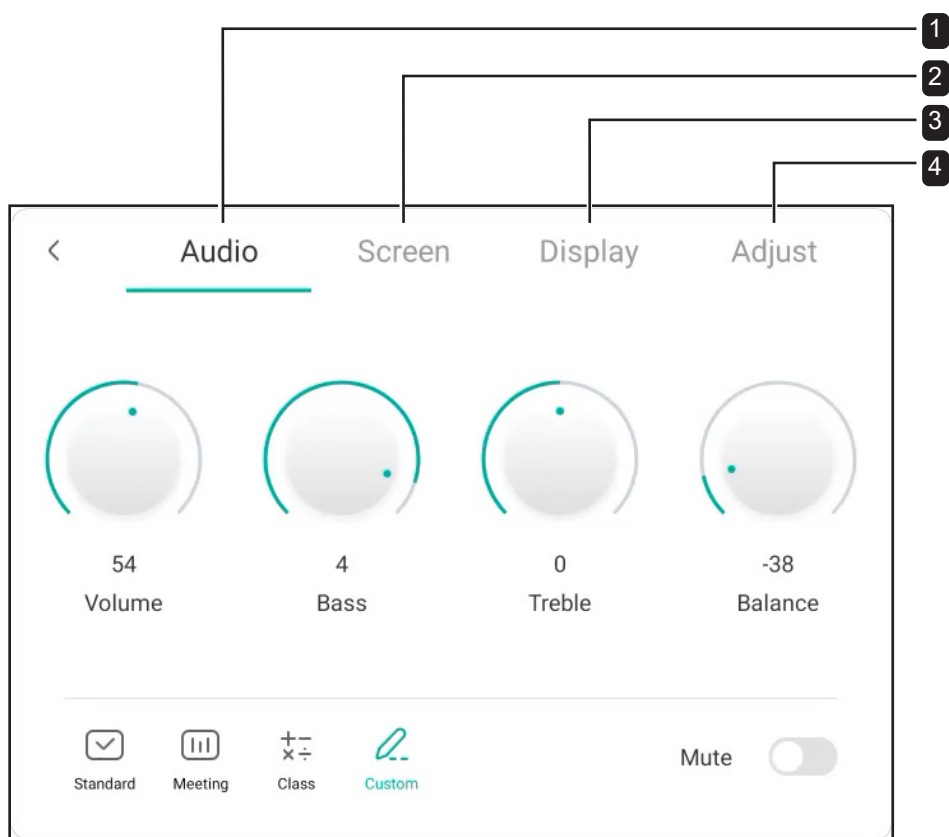 1
2
3
4
Audio Screen Display Adjust
54 4 0 -38
Volume Bass Treble Balance
Standard Meeting Class Custom Mute